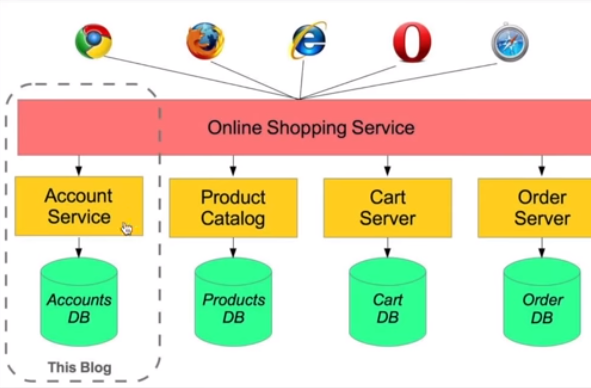 Online Shopping Service
Account
Service
Product
Catalog
Cart
Server
Order
Server
Accounts
DB
Products
DB
Cart
DB
Order
DB
This Blog